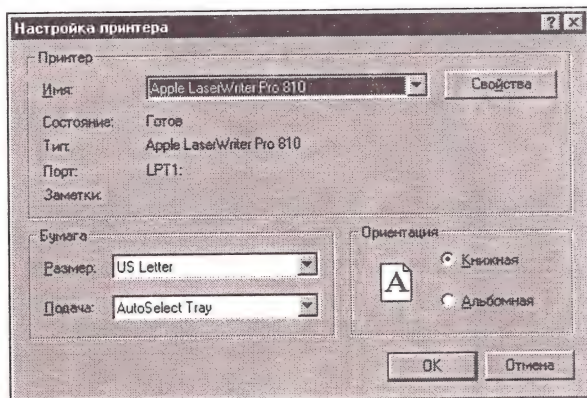 Настройка принтера
Принтер
Имя: Apple LaserWriter Pro 810 Свойства
Состояние: Готов
Тип: Apple LaserWriter Pro 810
Порт: LPT1:
Заметки:
Бумага
Размер: US Letter
Подача: AutoSelect Tray
Ориентация
A
Книжная
Альбомная
OK Отмена